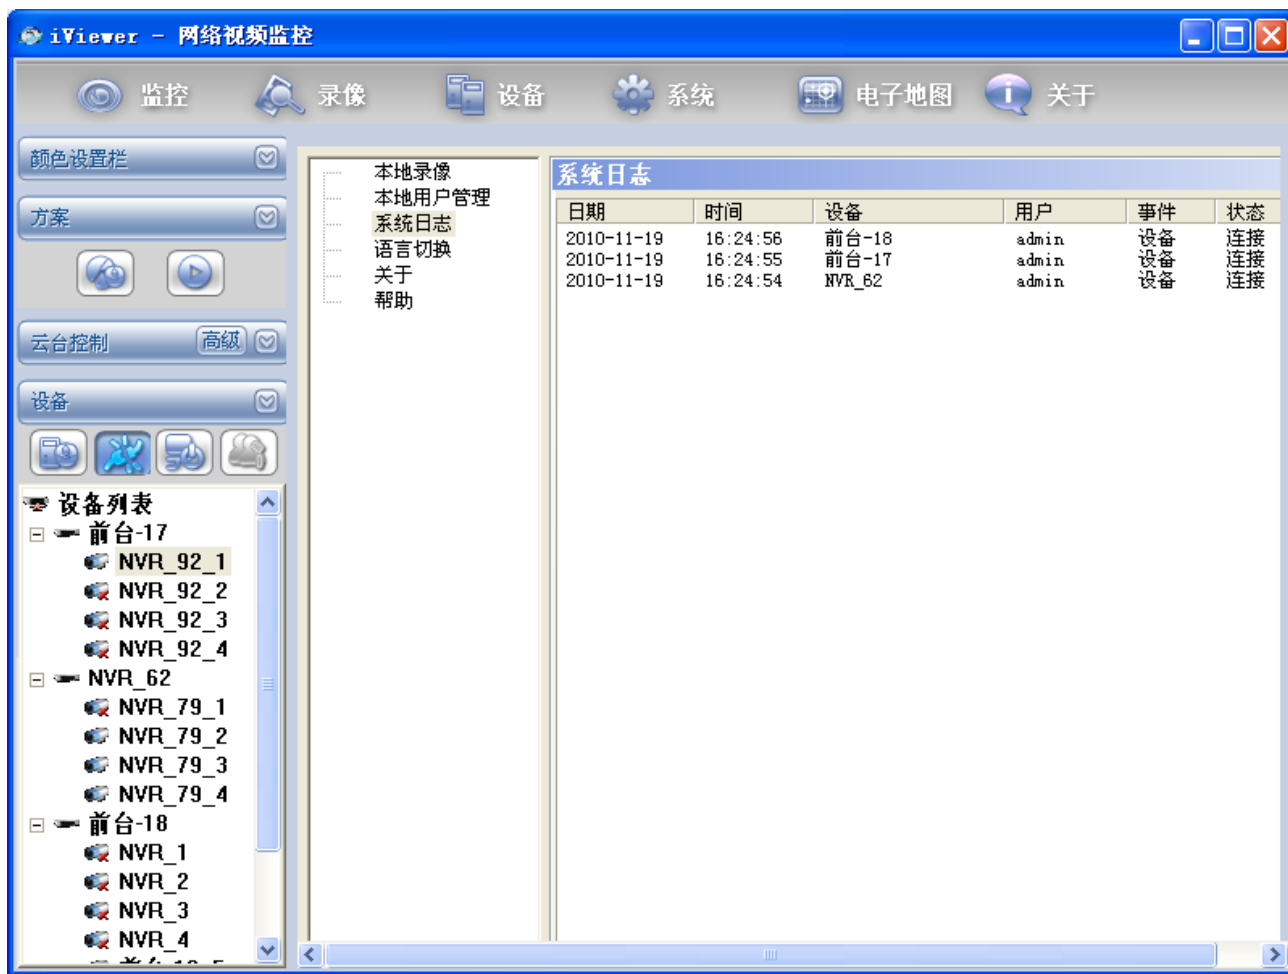 iViewer - 网络视频监控
监控 录像 设备 系统 电子地图 关于
颜色设置栏
方案
云台控制 高级
设备
设备列表
前台-17
NVR_92_1
NVR_92_2
NVR_92_3
NVR_92_4
NVR_62
NVR_79_1
NVR_79_2
NVR_79_3
NVR_79_4
前台-18
NVR_1
NVR_2
NVR_3
NVR_4
本地录像
本地用户管理
系统日志
语言切换
关于
帮助
系统日志
日期 时间 设备 用户 事件 状态
2010-11-19 16:24:56 前台-18 admin 设备 连接
2010-11-19 16:24:55 前台-17 admin 设备 连接
2010-11-19 16:24:54 NVR_62 admin 设备 连接